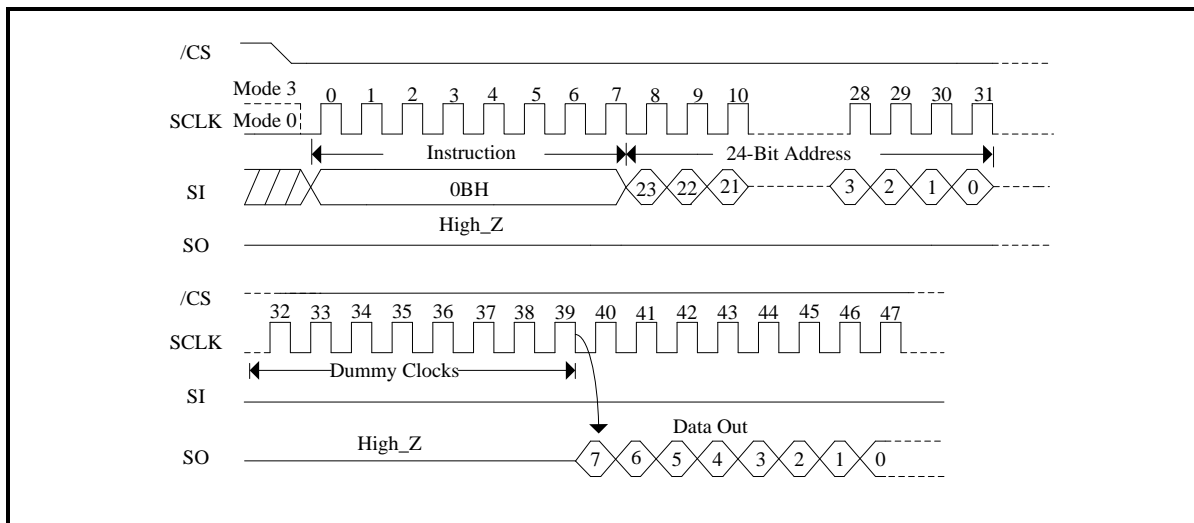 /CS
Mode 3
SCLK Mode 0
0 1 2 3 4 5 6 7 8 9 10 28 29 30 31
Instruction 24-Bit Address
SI 0BH 23 22 21 3 2 1 0
High_Z
SO
/CS
32 33 34 35 36 37 38 39 40 41 42 43 44 45 46 47
SCLK
Dummy Clocks
SI
High_Z Data Out
SO 7 6 5 4 3 2 1 0